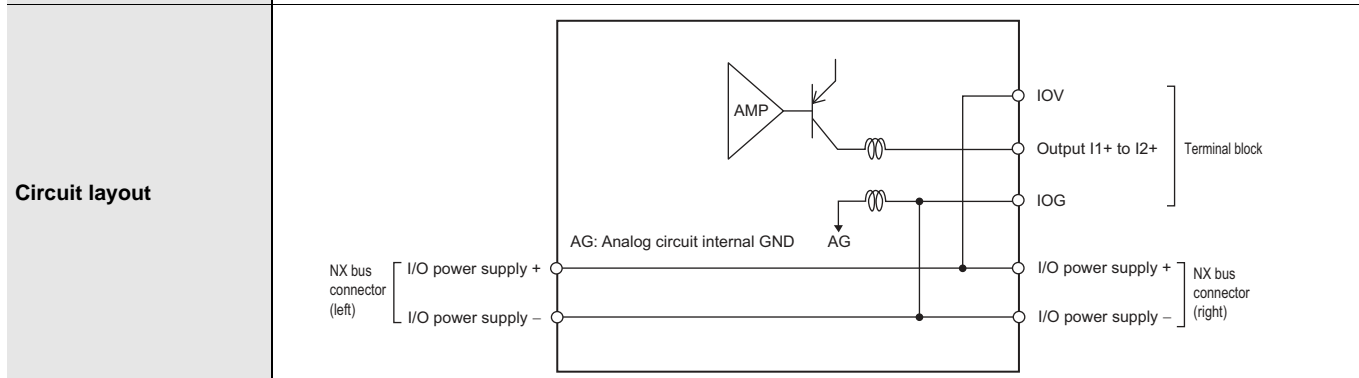 Circuit layout
AMP
IOV
Output I1+ to I2+
Terminal block
IOG
AG: Analog circuit internal GND
AG
NX bus
connector
(left)
I/O power supply +
I/O power supply –
I/O power supply +
I/O power supply –
NX bus
connector
(right)